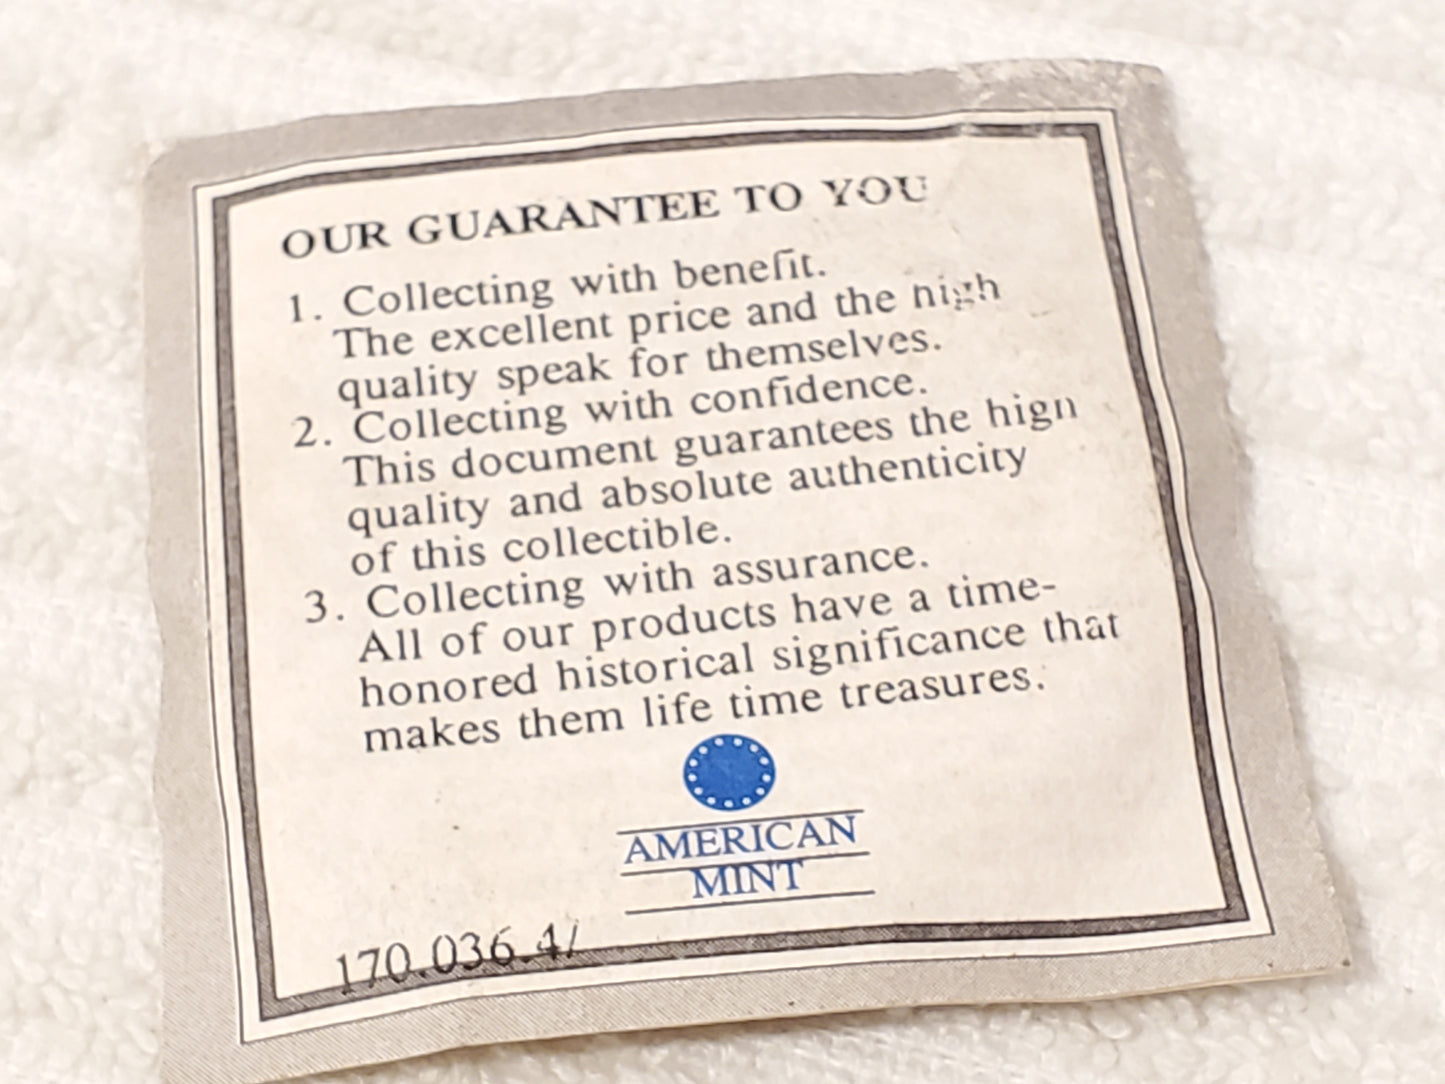 OUR GUARANTEE TO YOU
1. Collecting with benefit.
The excellent price and the high
quality speak for themselves.
2. Collecting with confidence.
This document guarantees the high
quality and absolute authenticity
of this collectible.
3. Collecting with assurance.
All of our products have a time-
honored historical significance that
makes them life time treasures.
AMERICAN
MINT
170.036.4/